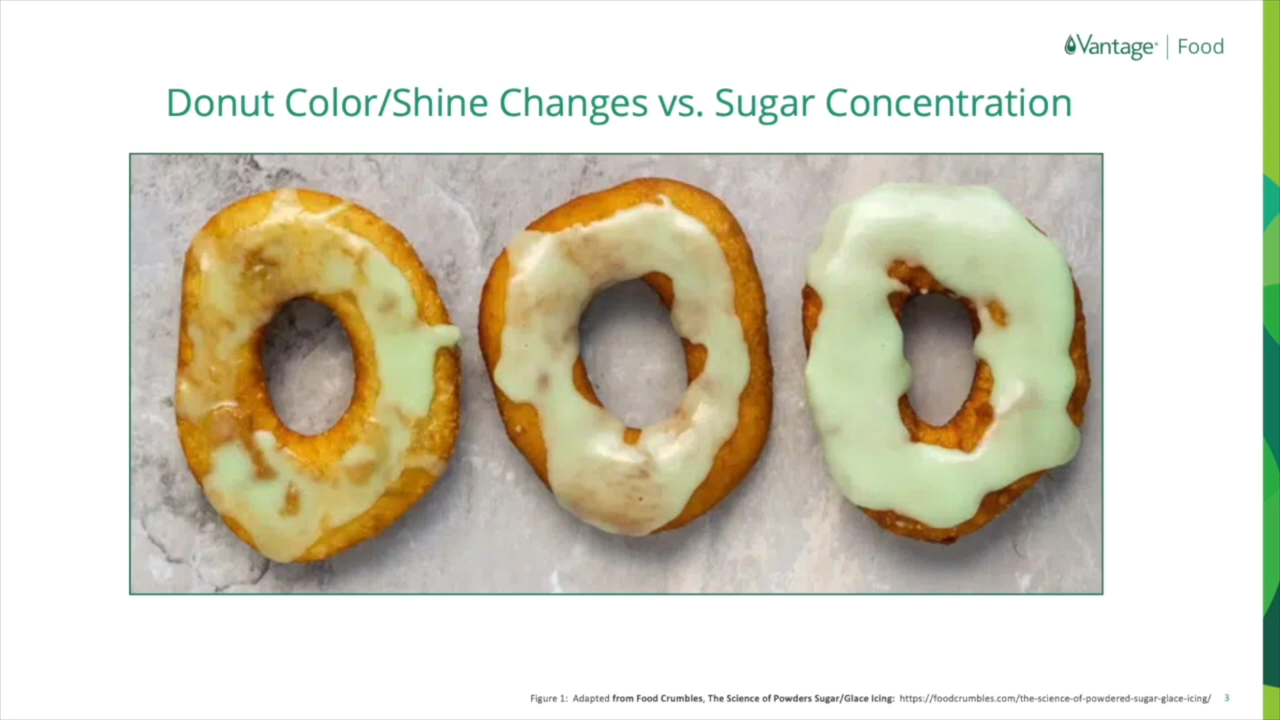 Vantage® | Food
Donut Color/Shine Changes vs. Sugar Concentration
Figure 1: Adapted from Food Crumbles, The Science of Powders Sugar/Glace Icing: https://foodcrumbles.com/the-science-of-powdered-sugar-glace-icing/ 3